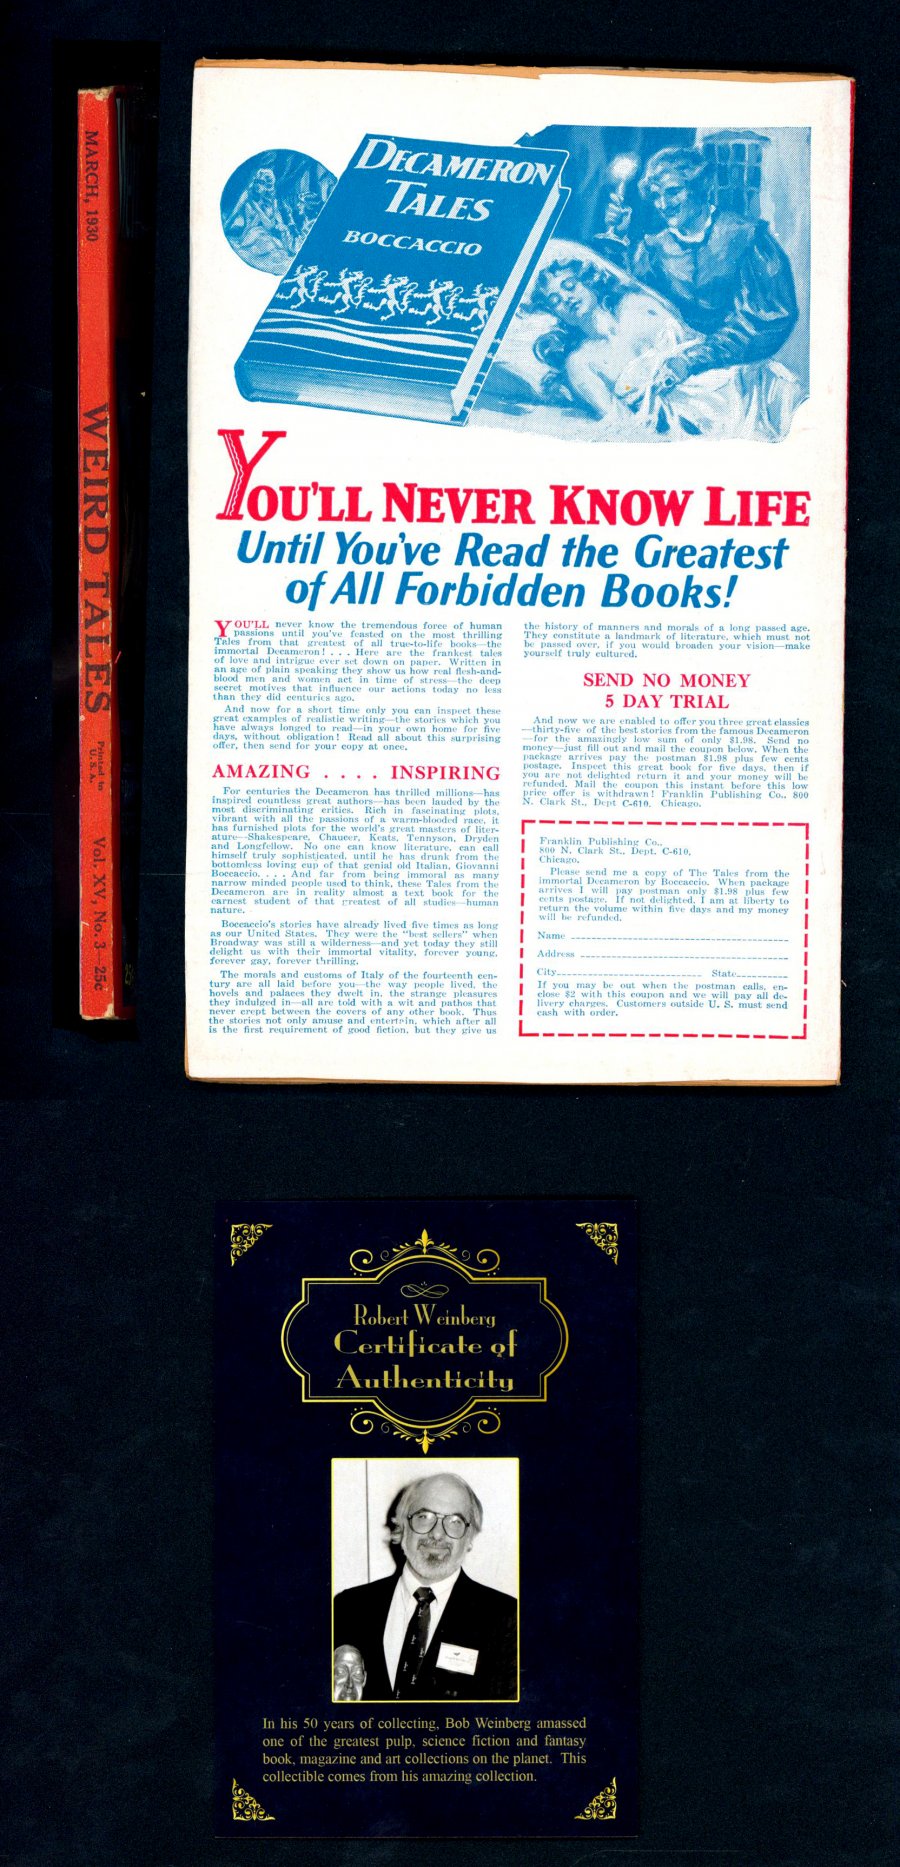 MARCH, 1930
WEIRD TALES
Printed in
U.S.A.
Vol. XV, No. 3—25c
DECAMERON
TALES
BOCCACCIO
YOU'LL NEVER KNOW LIFE
Until You've Read the Greatest
of All Forbidden Books!
YOU'LL never know the tremendous force of human
passions until you've feasted on the most thrilling
Tales from that greatest of all true-to-life books—the
immortal Decameron! . . . Here are the frankest tales
of love and intrigue ever set down on paper. Written in
an age of plain speaking they show us how real flesh-and-
blood men and women act in time of stress—the deep
secret motives that influence our actions today no less
than they did centuries ago.
And now for a short time only you can inspect these
great examples of realistic writing—the stories which you
have always longed to read—in your own home for five
days, without obligation! Read all about this surprising
offer, then send for your copy at once.
AMAZING . . . . INSPIRING
For centuries the Decameron has thrilled millions—has
inspired countless great authors—has been lauded by the
most discriminating critics. Rich in fascinating plots,
vibrant with all the passions of a warm-blooded race, it
has furnished plots for the world's great masters of liter-
ature—Shakespeare, Chaucer, Keats, Tennyson, Dryden
and Longfellow. No one can know literature, can call
himself truly sophisticated, until he has drunk from the
bottomless loving cup of that genial old Italian, Giovanni
Boccaccio. . . . And far from being immoral as many
narrow minded people used to think, these Tales from the
Decameron are in reality almost a text book for the
earnest student of that greatest of all studies—human
nature.
Boccaccio's stories have already lived five times as long
as our United States. They were the "best sellers" when
Broadway was still a wilderness—and yet today they still
delight us with their immortal vitality, forever young,
forever gay, forever thrilling.
The morals and customs of Italy of the fourteenth cen-
tury are all laid before you—the way people lived, the
hovels and palaces they dwelt in, the strange pleasures
they indulged in—all are told with a wit and pathos that
never crept between the covers of any other book. Thus
the stories not only amuse and entertain, which after all
is the first requirement of good fiction, but they give us
the history of manners and morals of a long passed age.
They constitute a landmark of literature, which must not
be passed over, if you would broaden your vision—make
yourself truly cultured.
SEND NO MONEY
5 DAY TRIAL
And now we are enabled to offer you three great classics
—thirty-five of the best stories from the famous Decameron
—for the amazingly low sum of only $1.98. Send no
money—just fill out and mail the coupon below. When the
package arrives pay the postman $1.98 plus few cents
postage. Inspect this great book for five days, then if
you are not delighted return it and your money will be
refunded. Mail the coupon this instant before this low
price offer is withdrawn! Franklin Publishing Co., 800
N. Clark St., Dept C-610. Chicago.
Franklin Publishing Co.,
800 N. Clark St., Dept. C-610,
Chicago.
Please send me a copy of The Tales from the
immortal Decameron by Boccaccio. When package
arrives I will pay postman only $1.98 plus few
cents postage. If not delighted, I am at liberty to
return the volume within five days and my money
will be refunded.
Name
Address
City State
If you may be out when the postman calls, en-
close $2 with this coupon and we will pay all de-
livery charges. Customers outside U. S. must send
cash with order.
Robert Weinberg
Certificate of
Authenticity
In his 50 years of collecting, Bob Weinberg amassed
one of the greatest pulp, science fiction and fantasy
book, magazine and art collections on the planet. This
collectible comes from his amazing collection.